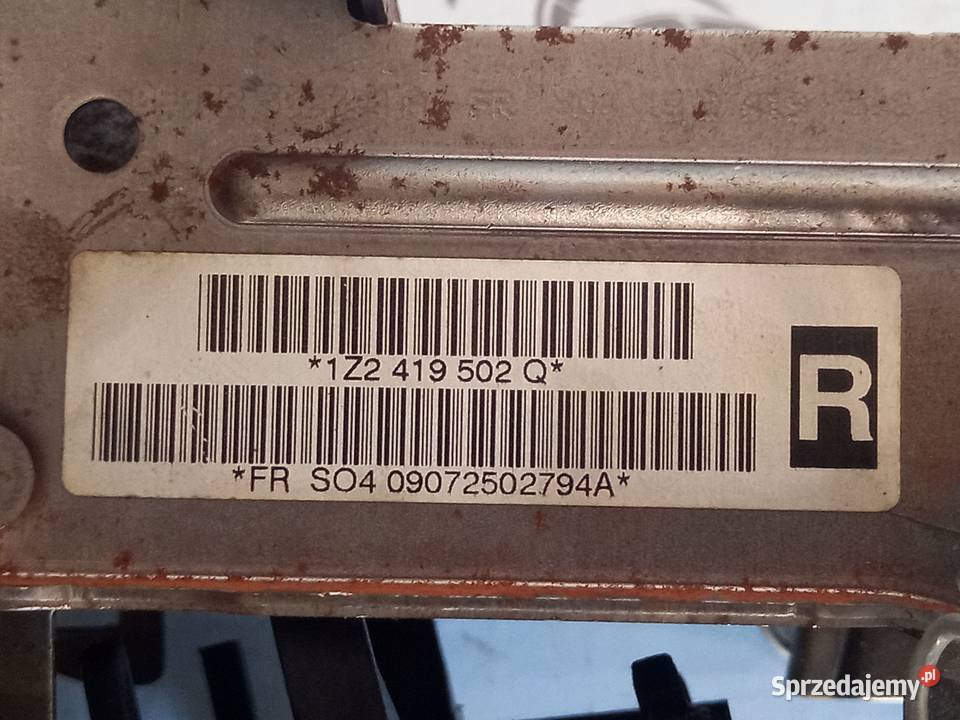 *1Z2 419 502 Q*
R
*FR SO4 09072502794A*
Sprzedajemy.pl